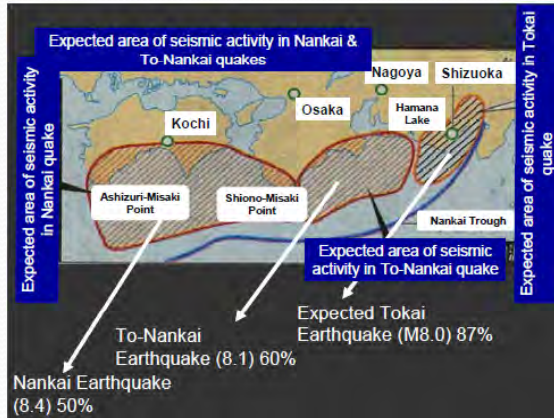 Expected area of seismic activity in Nankai &
To-Nankai quakes
Expected area of seismic activity
in Nankai quake
Expected area of seismic activity in Tokai
quake
Nagoya
Shizuoka
Osaka
Hamana
Lake
Kochi
Ashizuri-Misaki
Point
Shiono-Misaki
Point
Nankai Trough
Expected area of seismic
activity in To-Nankai quake
Expected Tokai
Earthquake (M8.0) 87%
To-Nankai
Earthquake (8.1) 60%
Nankai Earthquake
(8.4) 50%